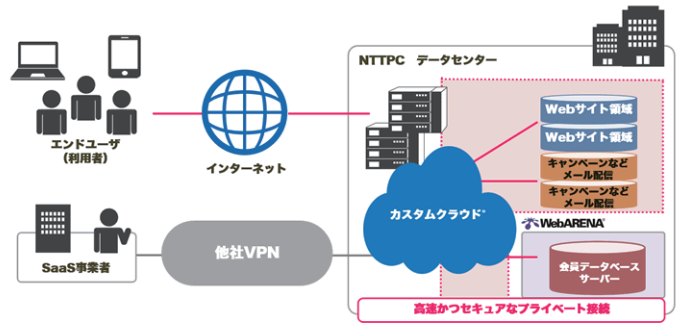 NTTPC データセンター
エンドユーザ
(利用者)
インターネット
Webサイト領域
Webサイト領域
キャンペーンなど
メール配信
キャンペーンなど
メール配信
カスタムクラウド®
WebARENA®
SaaS事業者
他社VPN
会員データベース
サーバー
高速かつセキュアなプライベート接続